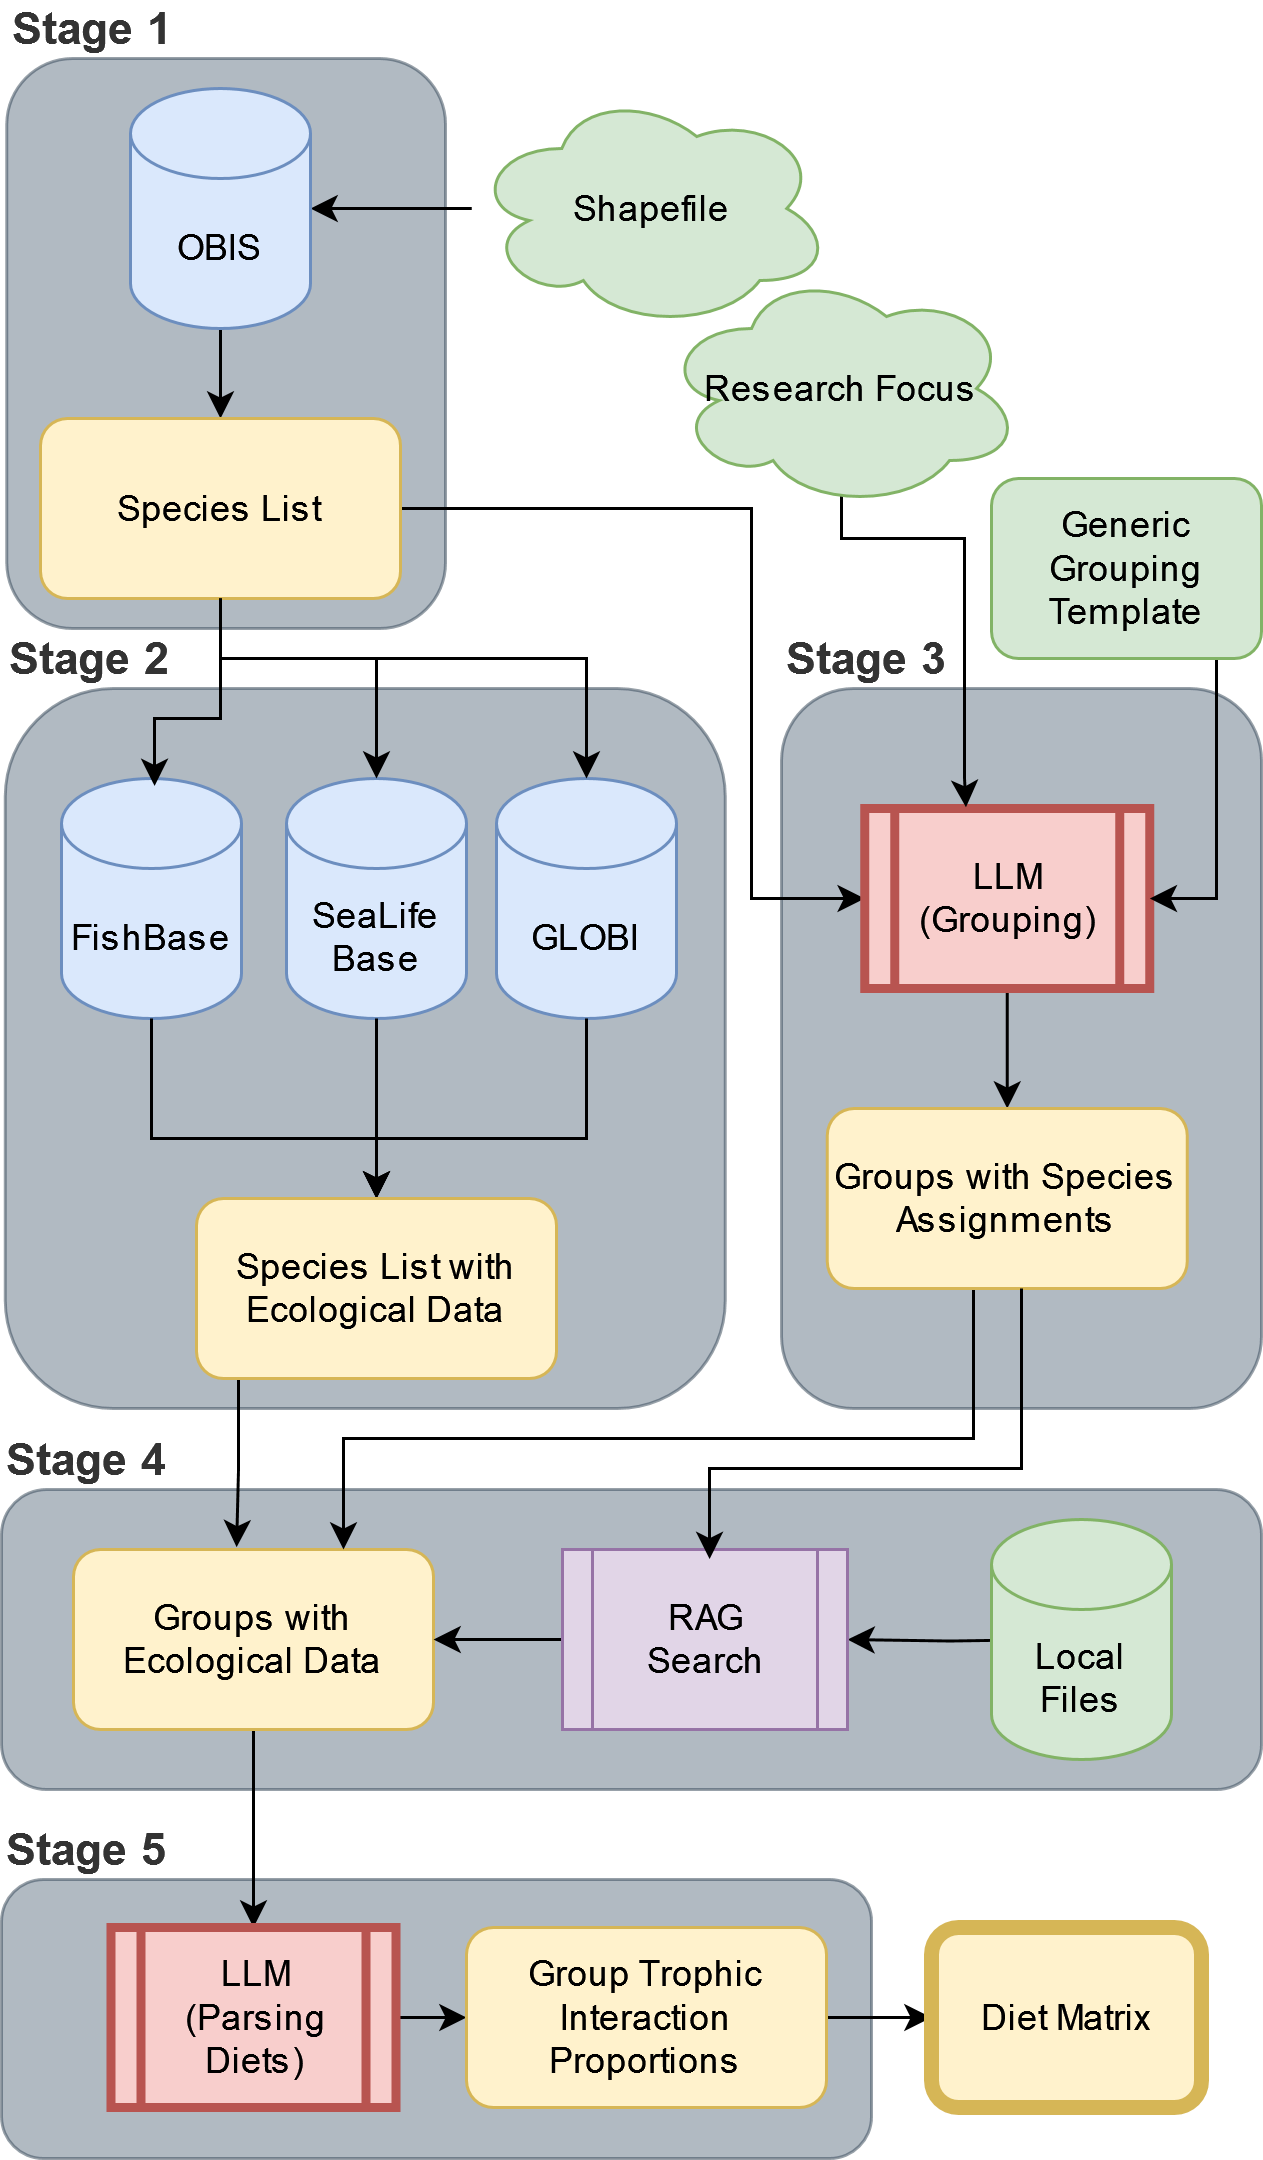 Stage 1
OBIS
Shapefile
Research Focus
Species List
Generic
Grouping
Template
Stage 2
FishBase
SeaLife
Base
GLOBI
Species List with
Ecological Data
Stage 3
LLM
(Grouping)
Groups with Species
Assignments
Stage 4
Groups with
Ecological Data
RAG
Search
Local
Files
Stage 5
LLM
(Parsing
Diets)
Group Trophic
Interaction
Proportions
Diet Matrix